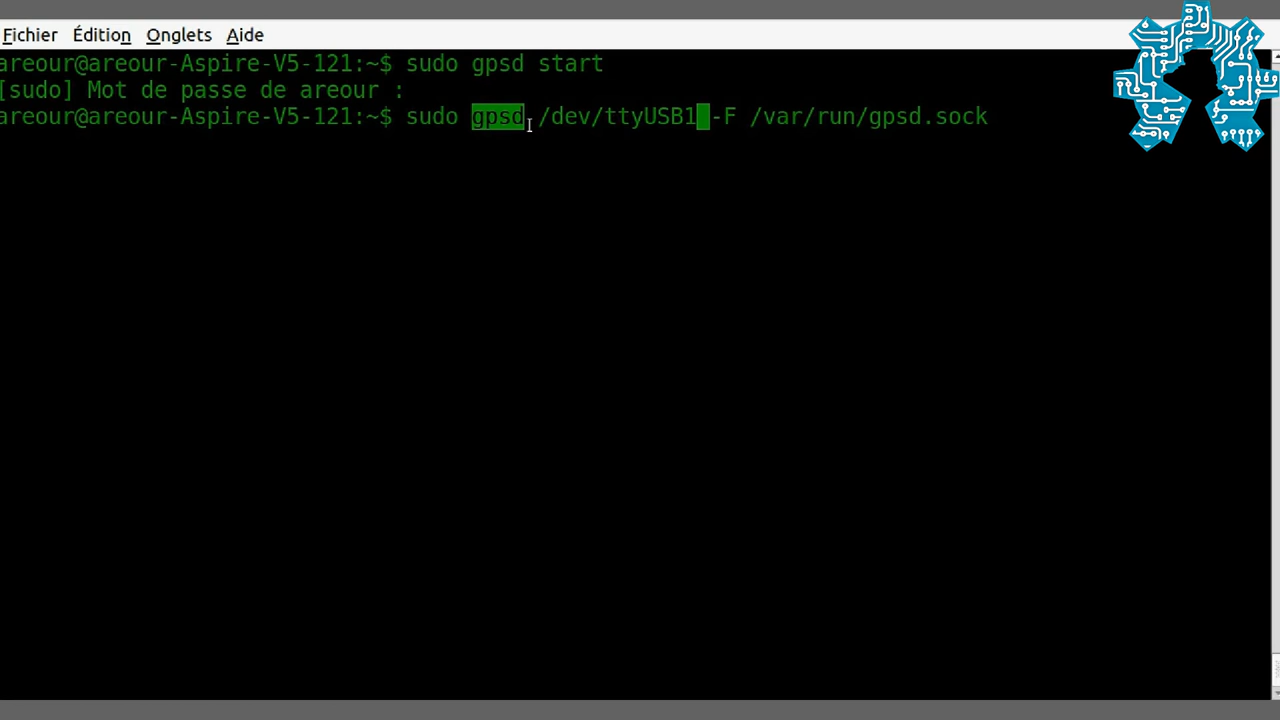 Fichier Édition Onglets Aide
areour@areour-Aspire-V5-121:~$ sudo gpsd start
[sudo] Mot de passe de areour :
areour@areour-Aspire-V5-121:~$ sudo gpsd /dev/ttyUSB1 -F /var/run/gpsd.sock